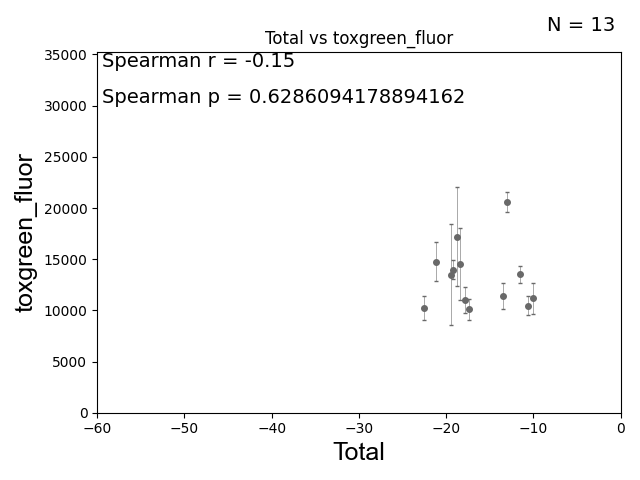 N = 13
Total vs toxgreen_fluor
Spearman r = -0.15
Spearman p = 0.6286094178894162
35000
30000
25000
20000
15000
10000
5000
0
toxgreen_fluor
−60 −50 −40 −30 −20 −10 0
Total